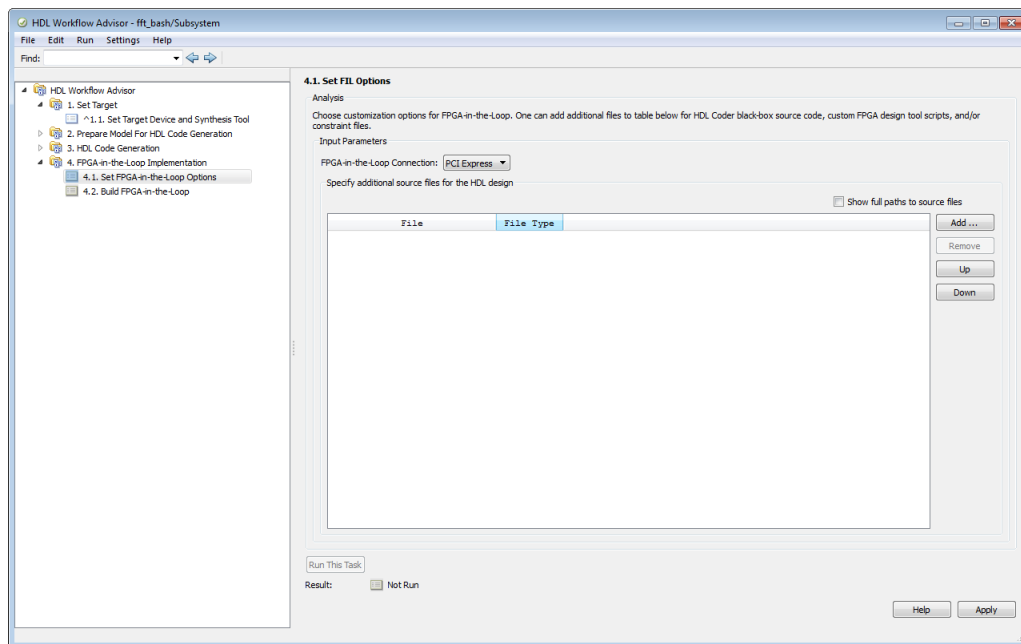 HDL Workflow Advisor - fft_bash/Subsystem
File Edit Run Settings Help
Find:
HDL Workflow Advisor
1. Set Target
^1.1. Set Target Device and Synthesis Tool
2. Prepare Model For HDL Code Generation
3. HDL Code Generation
4. FPGA-in-the-Loop Implementation
4.1. Set FPGA-in-the-Loop Options
4.2. Build FPGA-in-the-Loop
4.1. Set FIL Options
Analysis
Choose customization options for FPGA-in-the-Loop. One can add additional files to table below for HDL Coder black-box source code, custom FPGA design tool scripts, and/or
constraint files.
Input Parameters
FPGA-in-the-Loop Connection: PCI Express
Specify additional source files for the HDL design
Show full paths to source files
File File Type
Add ...
Remove
Up
Down
Run This Task
Result: Not Run
Help Apply